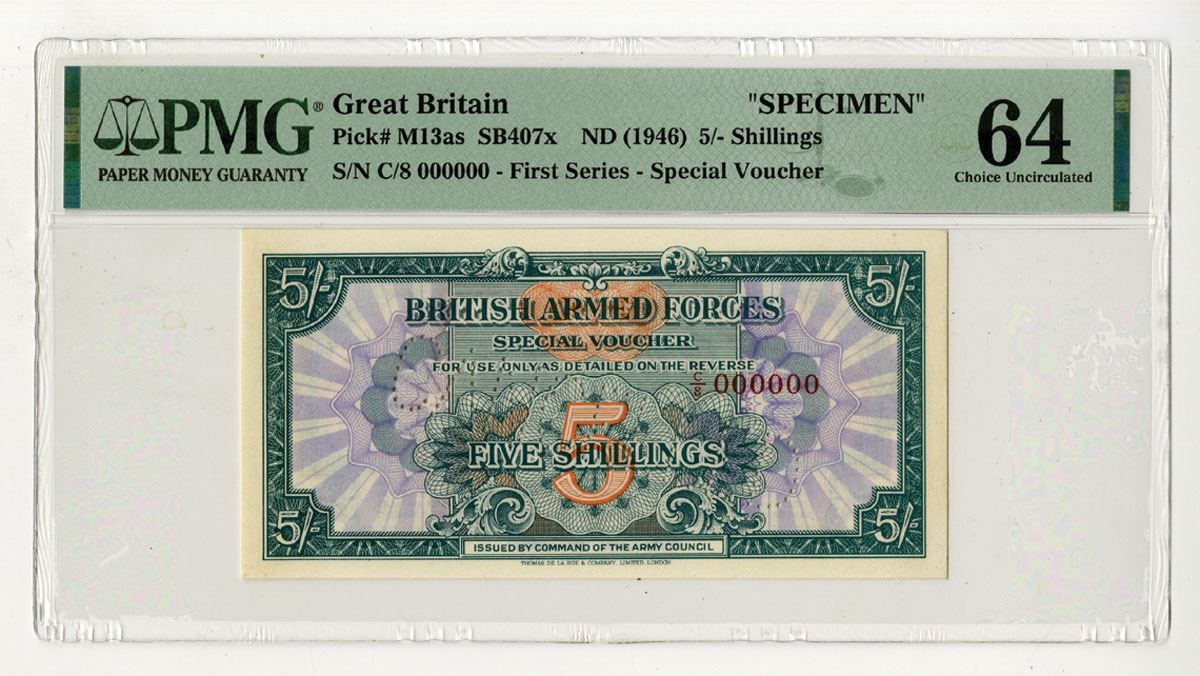 PMG®
PAPER MONEY GUARANTY
Great Britain "SPECIMEN"
Pick# M13as SB407x ND (1946) 5/- Shillings
S/N C/8 000000 - First Series - Special Voucher
64
Choice Uncirculated
5/- 5/-
BRITISH ARMED FORCES
SPECIAL VOUCHER
FOR USE ONLY AS DETAILED ON THE REVERSE
C/8 000000
5
FIVE SHILLINGS
5/- 5/-
ISSUED BY COMMAND OF THE ARMY COUNCIL
THOMAS DE LA RUE & COMPANY, LIMITED, LONDON